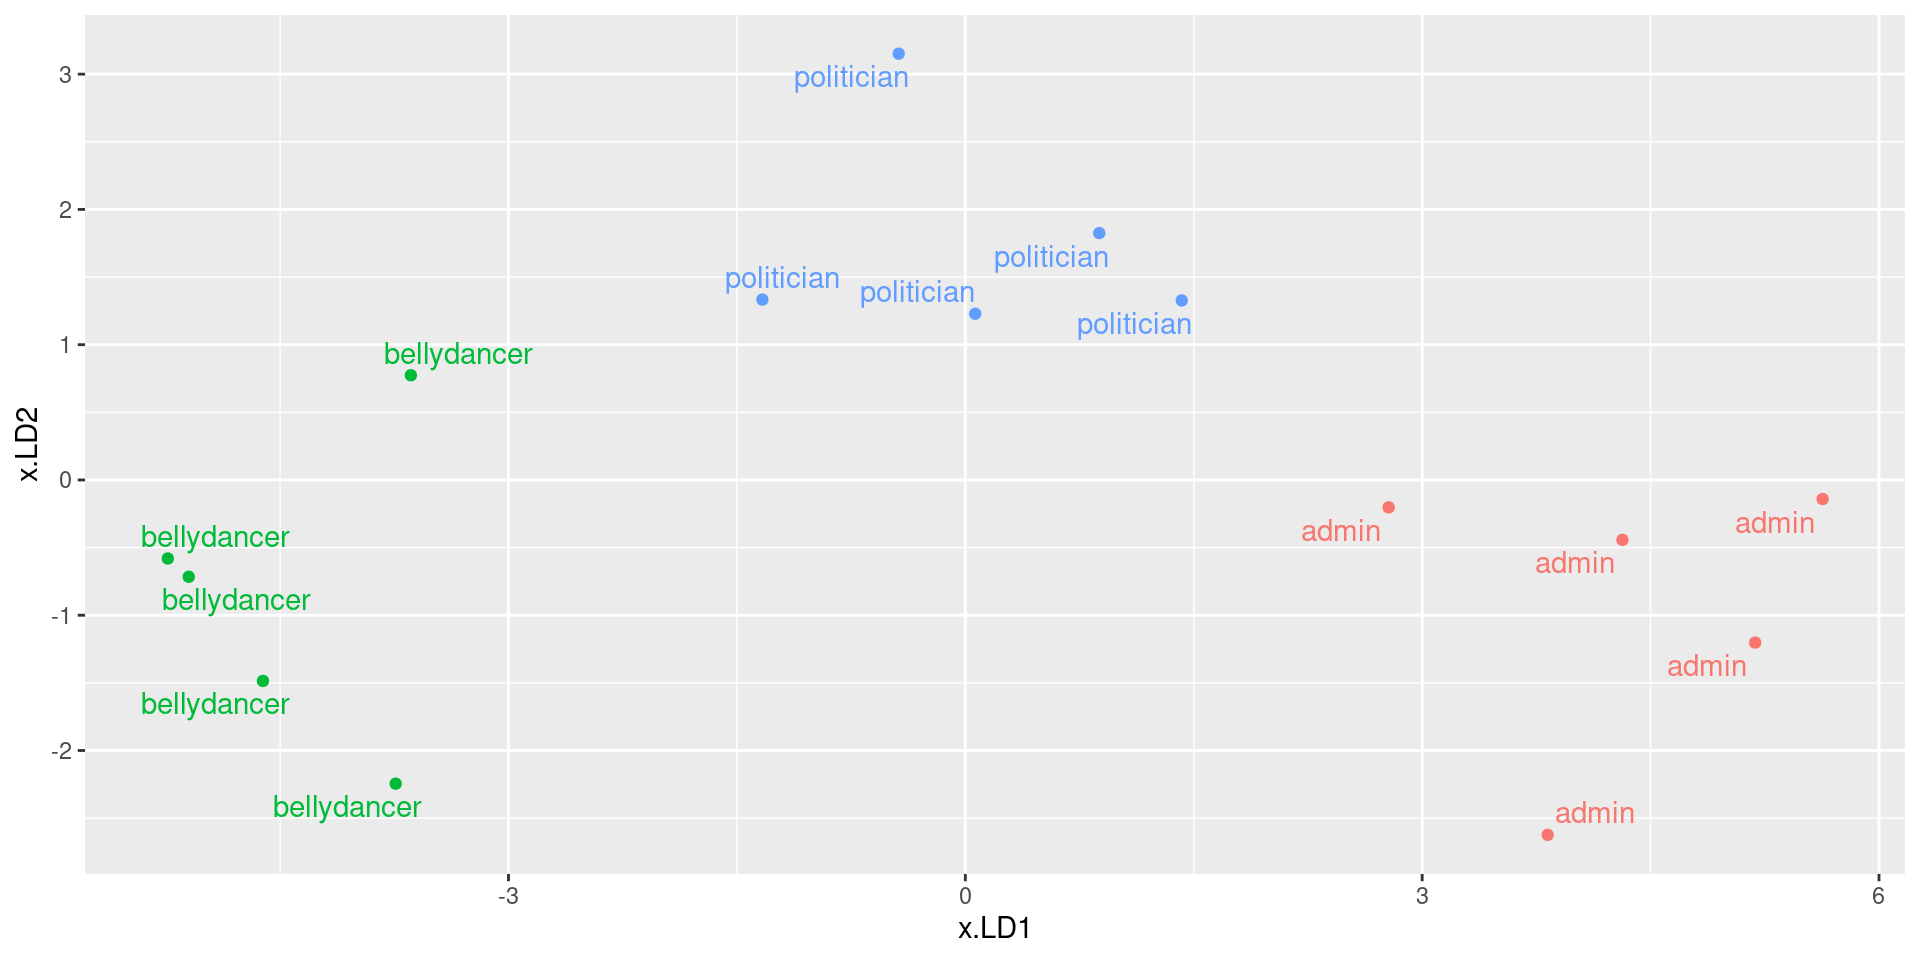 3
politician
2
politician
politician
politician
politician
1
bellydancer
x.LD2
0
admin
admin
bellydancer
admin
bellydancer
-1
admin
bellydancer
-2
bellydancer
admin
-3
0
3
6
x.LD1